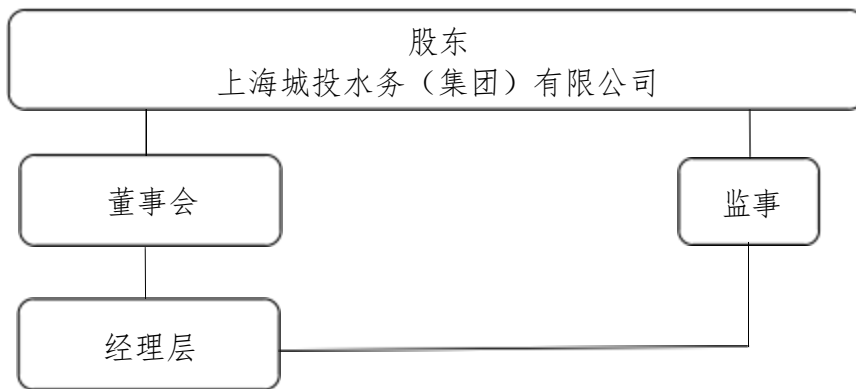 股东
上海城投水务（集团）有限公司
董事会
监事
经理层